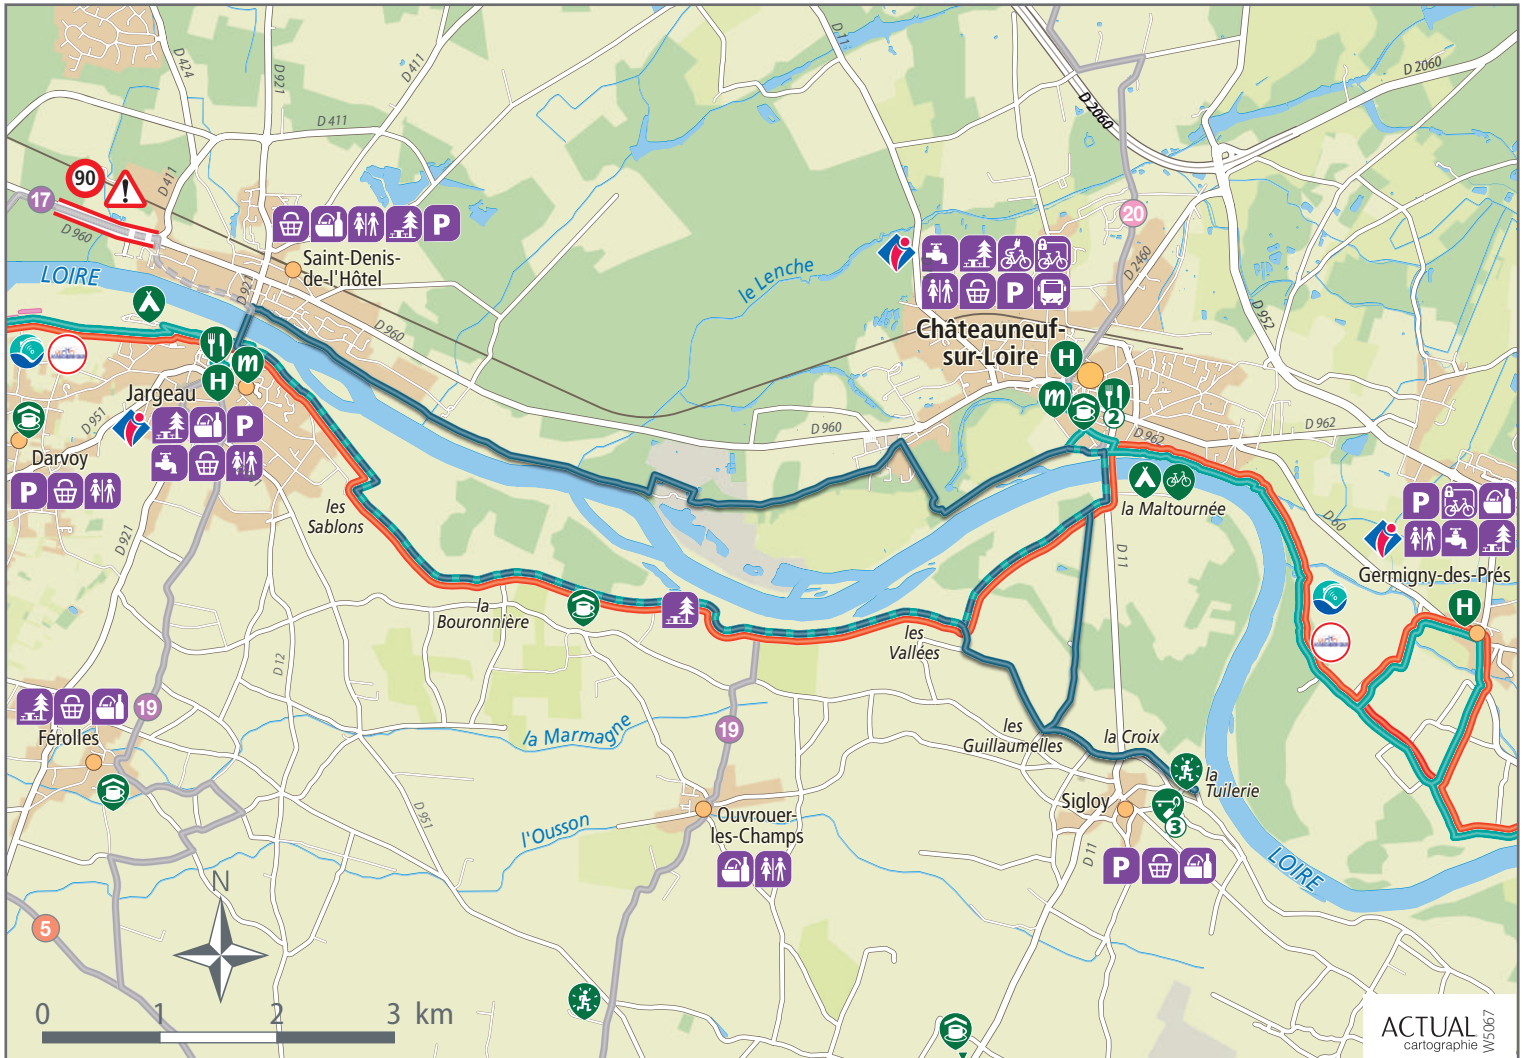 D 424
D 921
D 411
D 411
D 411
D 11
D 2060
D 2060
90
!
17
D 960
20
P
Saint-Denis-
de-l'Hôtel
LOIRE
le Lenche
D 2460
P
D 952
D 960
Châteauneuf-
sur-Loire
H
m
H
m
2
Jargeau
D 951
P
D 960
D 962
D 962
Darvoy
P
les
Sablons
D 921
la Maltournée
P
D 60
D 11
Germigny-des-Prés
H
la
Bouronnière
les
Vallées
D 12
19
Férolles
19
la Marmagne
les
Guillaumelles
la Croix
la
Tuilerie
Sigloy
3
D 951
l'Ousson
Ouvrouer-
les-Champs
D 11
P
LOIRE
N
5
0 1 2 3 km
ACTUAL
cartographie
W5067